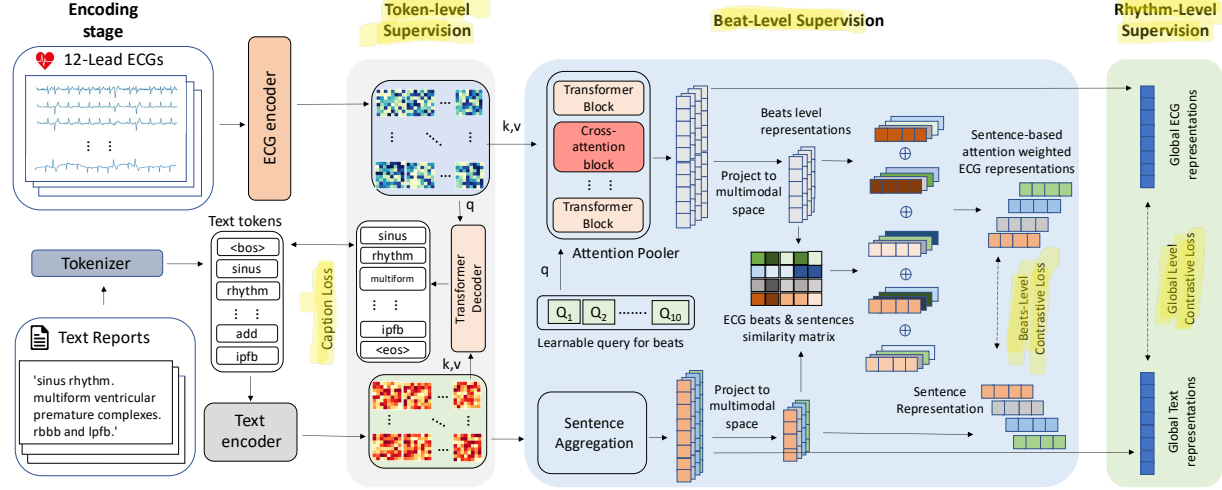 Encoding
stage
12-Lead ECGs
ECG encoder
Text tokens
<bos>
sinus
rhythm
add
ipfb
Tokenizer
Text Reports
'sinus rhythm.
multiform ventricular
premature complexes.
rbbb and lpfb.'
Text
encoder
Token-level
Supervision
k,v
q
sinus
rhythm
multiform
ipfb
<eos>
Caption Loss
Transformer
Decoder
k,v
Beat-Level Supervision
Transformer
Block
Cross-
attention
block
Transformer
Block
Attention Pooler
q
Q1 Q2 ........ Q10
Learnable query for beats
Beats level
representations
Project to
multimodal
space
ECG beats & sentences
similarity matrix
Sentence-based
attention weighted
ECG representations
Beats-Level
Contrastive Loss
Sentence
Aggregation
Project to
multimodal
space
Sentence
Representation
Rhythm-Level
Supervision
Global ECG
representations
Global Level
Contrastive Loss
Global Text
representations